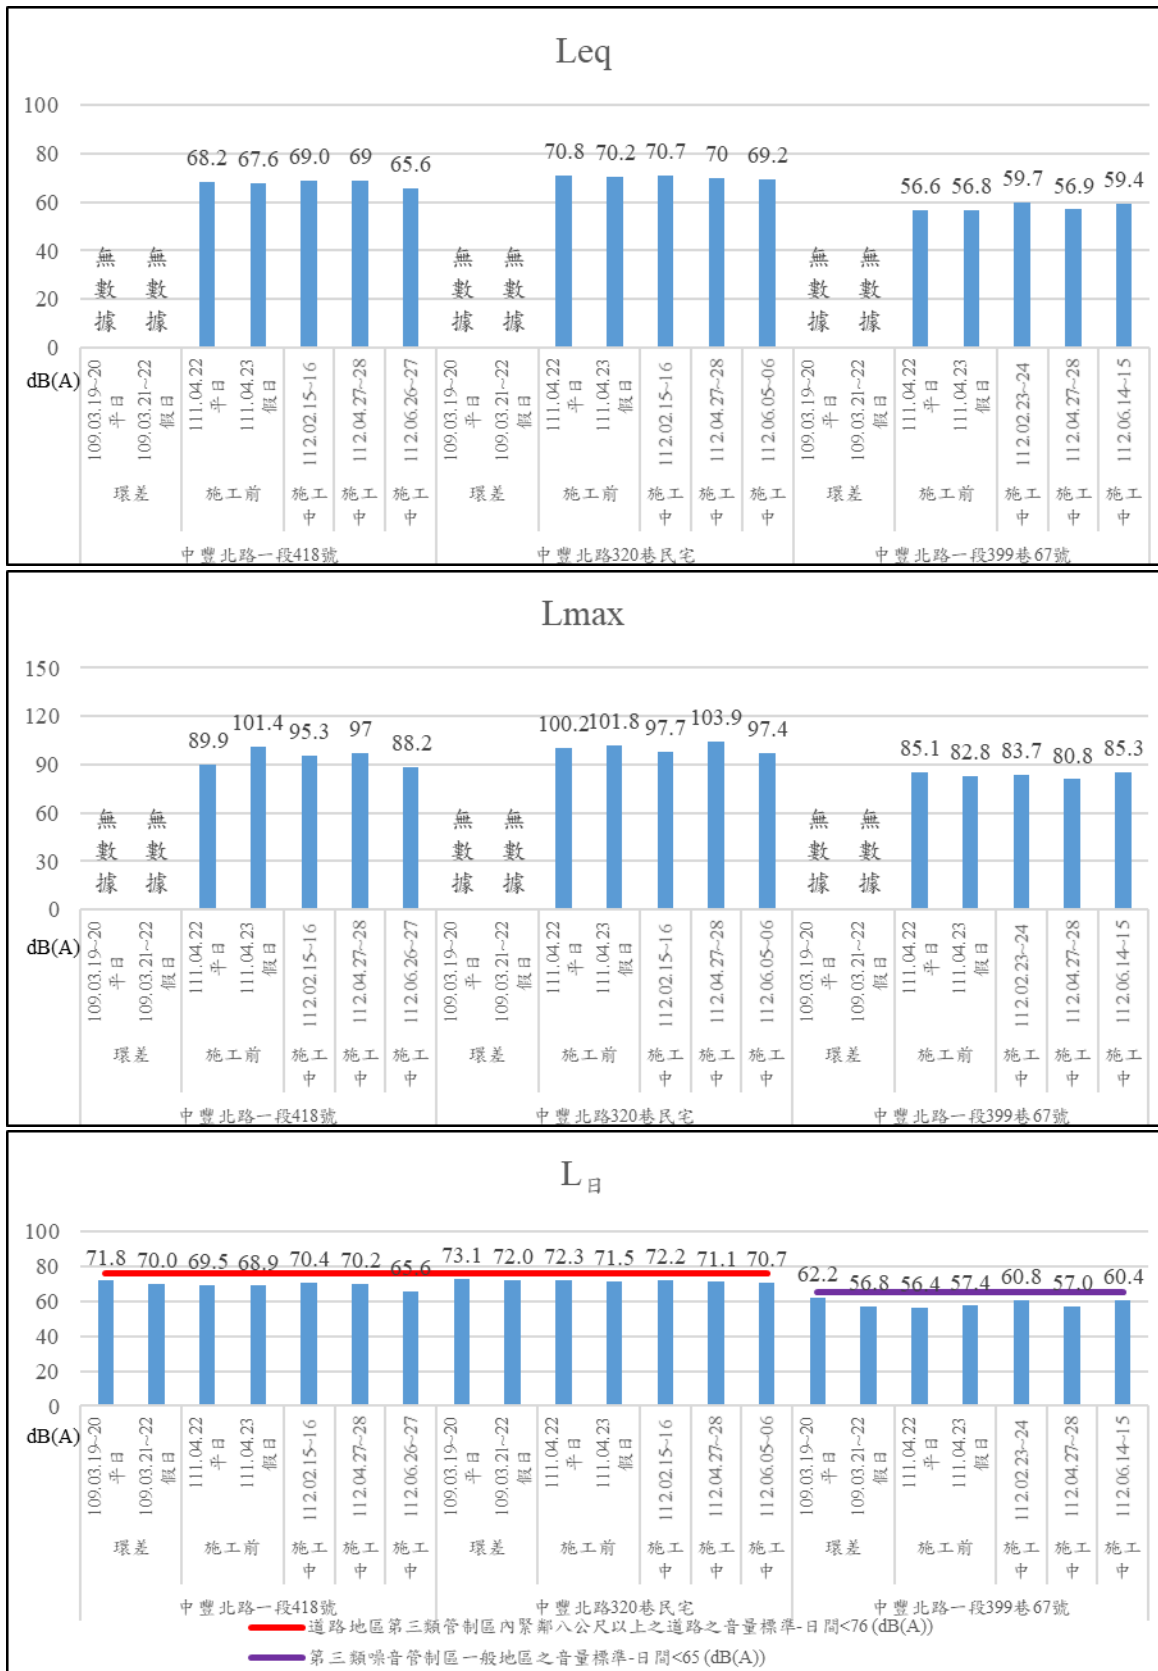 Leq
100
80
60
40
20
0
dB(A)
68.2 67.6 69.0 69 65.6 70.8 70.2 70.7 70 69.2 56.6 56.8 59.7 56.9 59.4
無數據 無數據 無數據 無數據 無數據 無數據
109.03.19~20 平日 109.03.21~22 假日 111.04.22 平日 111.04.23 假日 112.02.15~16 112.04.27~28 112.06.26~27 109.03.19~20 平日 109.03.21~22 假日 111.04.22 平日 111.04.23 假日 112.02.15~16 112.04.27~28 112.06.05~06 109.03.19~20 平日 109.03.21~22 假日 111.04.22 平日 111.04.23 假日 112.02.23~24 112.04.27~28 112.06.14~15
環差 施工前 施工中 施工中 施工中 環差 施工前 施工中 施工中 施工中 環差 施工前 施工中 施工中 施工中
中豐北路一段418號 中豐北路320巷民宅 中豐北路一段399巷67號
Lmax
150
120
90
60
30
0
dB(A)
89.9 101.4 95.3 97 88.2 100.2 101.8 97.7 103.9 97.4 85.1 82.8 83.7 80.8 85.3
無數據 無數據 無數據 無數據 無數據 無數據
109.03.19~20 平日 109.03.21~22 假日 111.04.22 平日 111.04.23 假日 112.02.15~16 112.04.27~28 112.06.26~27 109.03.19~20 平日 109.03.21~22 假日 111.04.22 平日 111.04.23 假日 112.02.15~16 112.04.27~28 112.06.05~06 109.03.19~20 平日 109.03.21~22 假日 111.04.22 平日 111.04.23 假日 112.02.23~24 112.04.27~28 112.06.14~15
環差 施工前 施工中 施工中 施工中 環差 施工前 施工中 施工中 施工中 環差 施工前 施工中 施工中 施工中
中豐北路一段418號 中豐北路320巷民宅 中豐北路一段399巷67號
L日
100
80
60
40
20
0
dB(A)
71.8 70.0 69.5 68.9 70.4 70.2 65.6 73.1 72.0 72.3 71.5 72.2 71.1 70.7 62.2 56.8 56.4 57.4 60.8 57.0 60.4
109.03.19~20 平日 109.03.21~22 假日 111.04.22 平日 111.04.23 假日 112.02.15~16 112.04.27~28 112.06.26~27 109.03.19~20 平日 109.03.21~22 假日 111.04.22 平日 111.04.23 假日 112.02.15~16 112.04.27~28 112.06.05~06 109.03.19~20 平日 109.03.21~22 假日 111.04.22 平日 111.04.23 假日 112.02.23~24 112.04.27~28 112.06.14~15
環差 施工前 施工中 施工中 施工中 環差 施工前 施工中 施工中 施工中 環差 施工前 施工中 施工中 施工中
中豐北路一段418號 中豐北路320巷民宅 中豐北路一段399巷67號
道路地區第三類管制區內緊鄰八公尺以上之道路之音量標準-日間<76 (dB(A))
第三類噪音管制區一般地區之音量標準-日間<65 (dB(A))